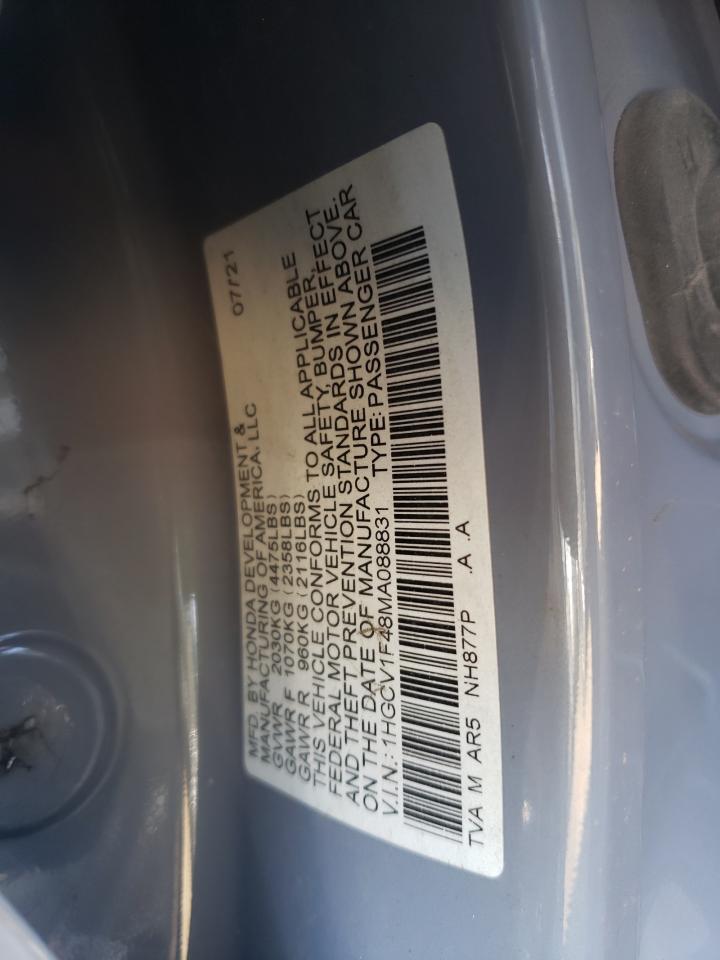 MFD. BY HONDA DEVELOPMENT & 07/21
MANUFACTURING OF AMERICA, LLC
GVWR 2030KG (4475LBS)
GAWR F 1070KG (2358LBS)
GAWR R 960KG (2116LBS)
THIS VEHICLE CONFORMS TO ALL APPLICABLE
FEDERAL MOTOR VEHICLE SAFETY, BUMPER,
AND THEFT PREVENTION STANDARDS IN EFFECT
ON THE DATE OF MANUFACTURE SHOWN ABOVE.
V.I.N.: 1HGCV1F48MA088831 TYPE: PASSENGER CAR
TVA M AR5 NH877P .A .A